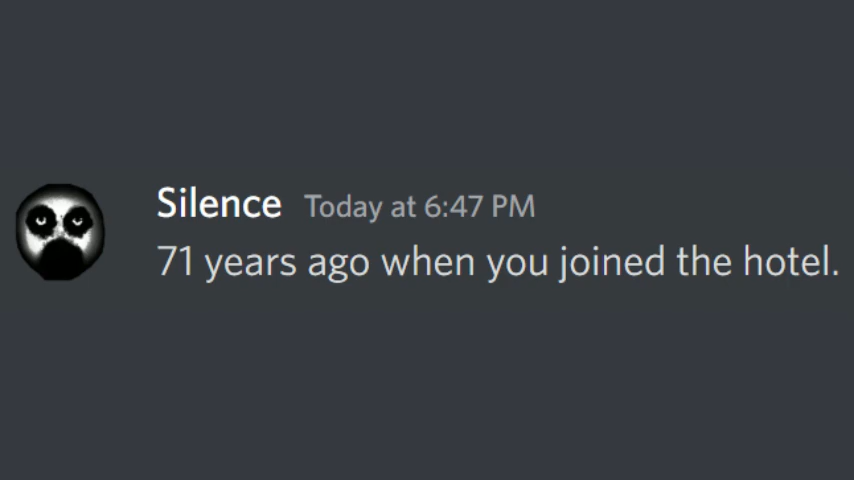 Silence Today at 6:47 PM
71 years ago when you joined the hotel.